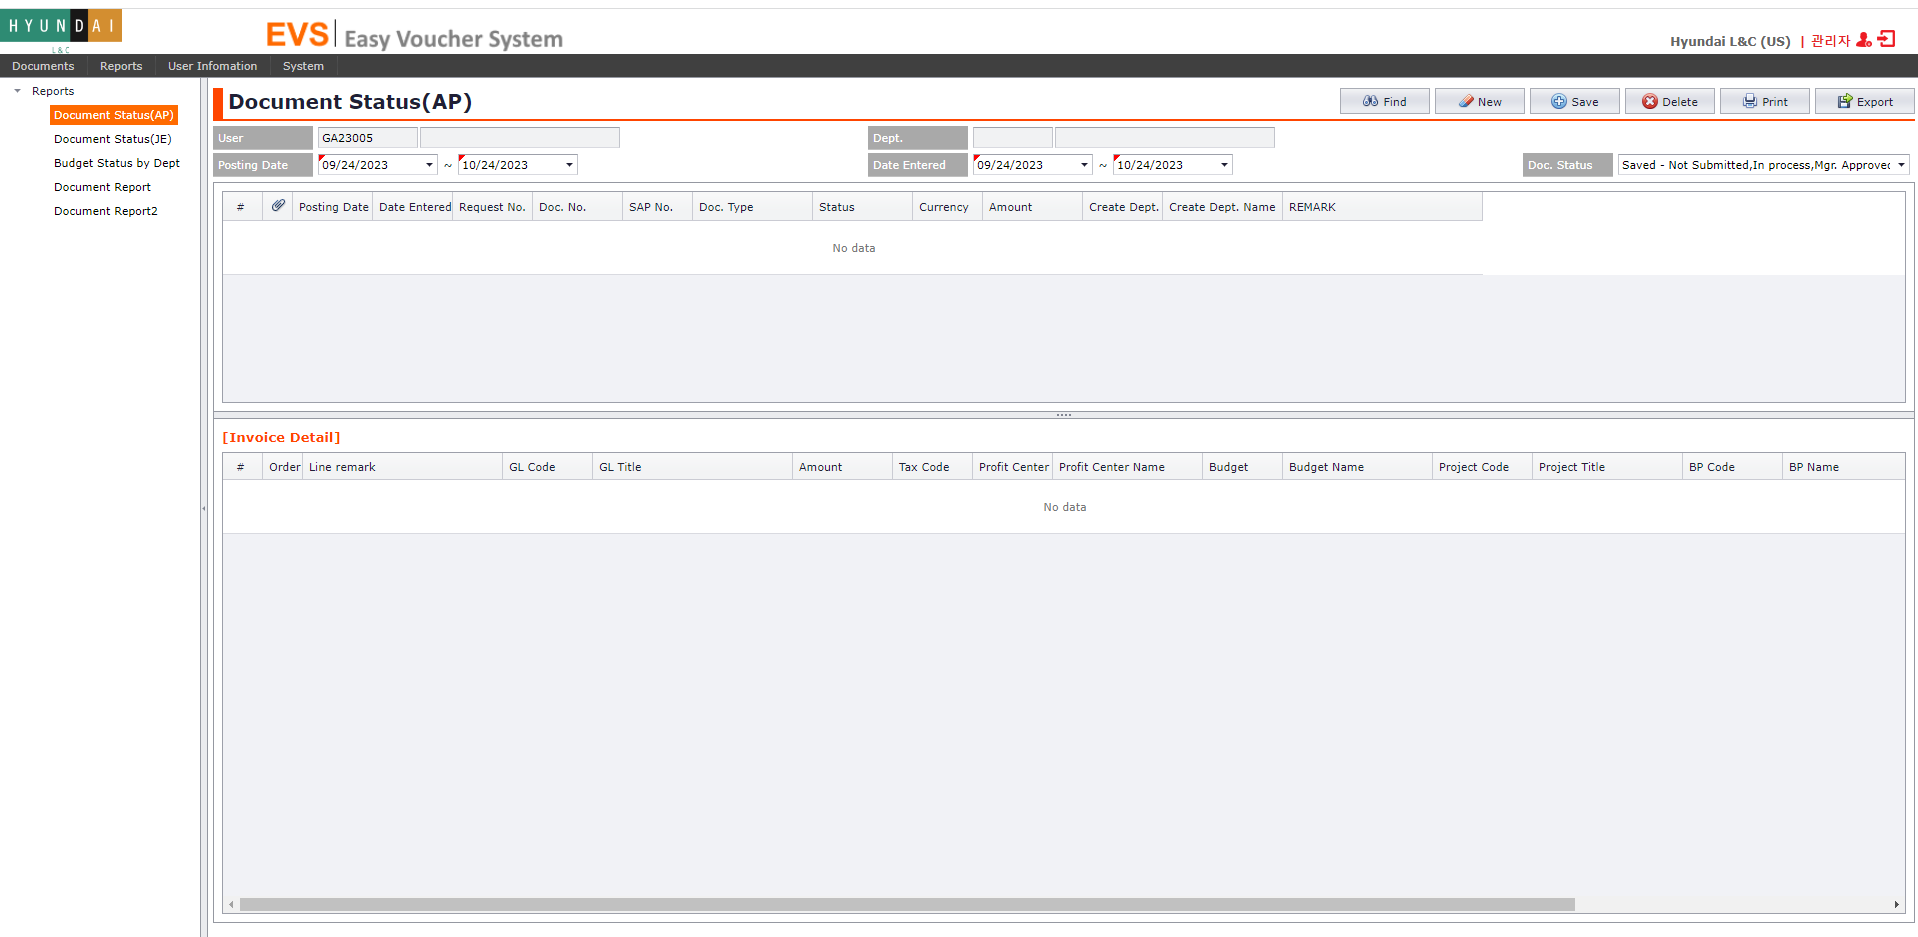 HYUNDAI
L&C
EVS Easy Voucher System
Hyundai L&C (US) | 관리자
Documents Reports User Infomation System
Reports
Document Status(AP)
Document Status(JE)
Budget Status by Dept
Document Report
Document Report2
Document Status(AP)
Find New Save Delete Print Export
User GA23005 Dept.
Posting Date 09/24/2023 ~ 10/24/2023 Date Entered 09/24/2023 ~ 10/24/2023 Doc. Status Saved - Not Submitted,In process,Mgr. Approved
# Posting Date Date Entered Request No. Doc. No. SAP No. Doc. Type Status Currency Amount Create Dept. Create Dept. Name REMARK
No data
[Invoice Detail]
# Order Line remark GL Code GL Title Amount Tax Code Profit Center Profit Center Name Budget Budget Name Project Code Project Title BP Code BP Name
No data